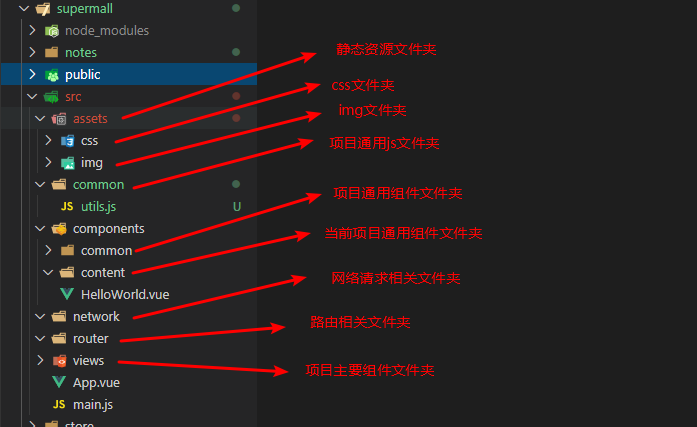 supermall
node_modules
notes
静态资源文件夹
public
css文件夹
src
img文件夹
assets
css
项目通用js文件夹
img
common
项目通用组件文件夹
JS utils.js U
components
当前项目通用组件文件夹
common
content
网络请求相关文件夹
HelloWorld.vue
network
路由相关文件夹
router
views
项目主要组件文件夹
App.vue
JS main.js
store